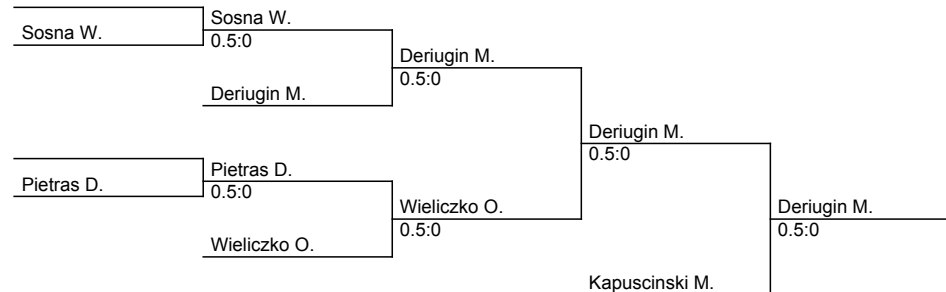 Sosna W.
Sosna W.
0.5:0
Deriugin M.
0.5:0
Deriugin M.
Deriugin M.
0.5:0
Pietras D.
Pietras D.
0.5:0
Wieliczko O.
0.5:0
Wieliczko O.
Deriugin M.
0.5:0
Kapuscinski M.